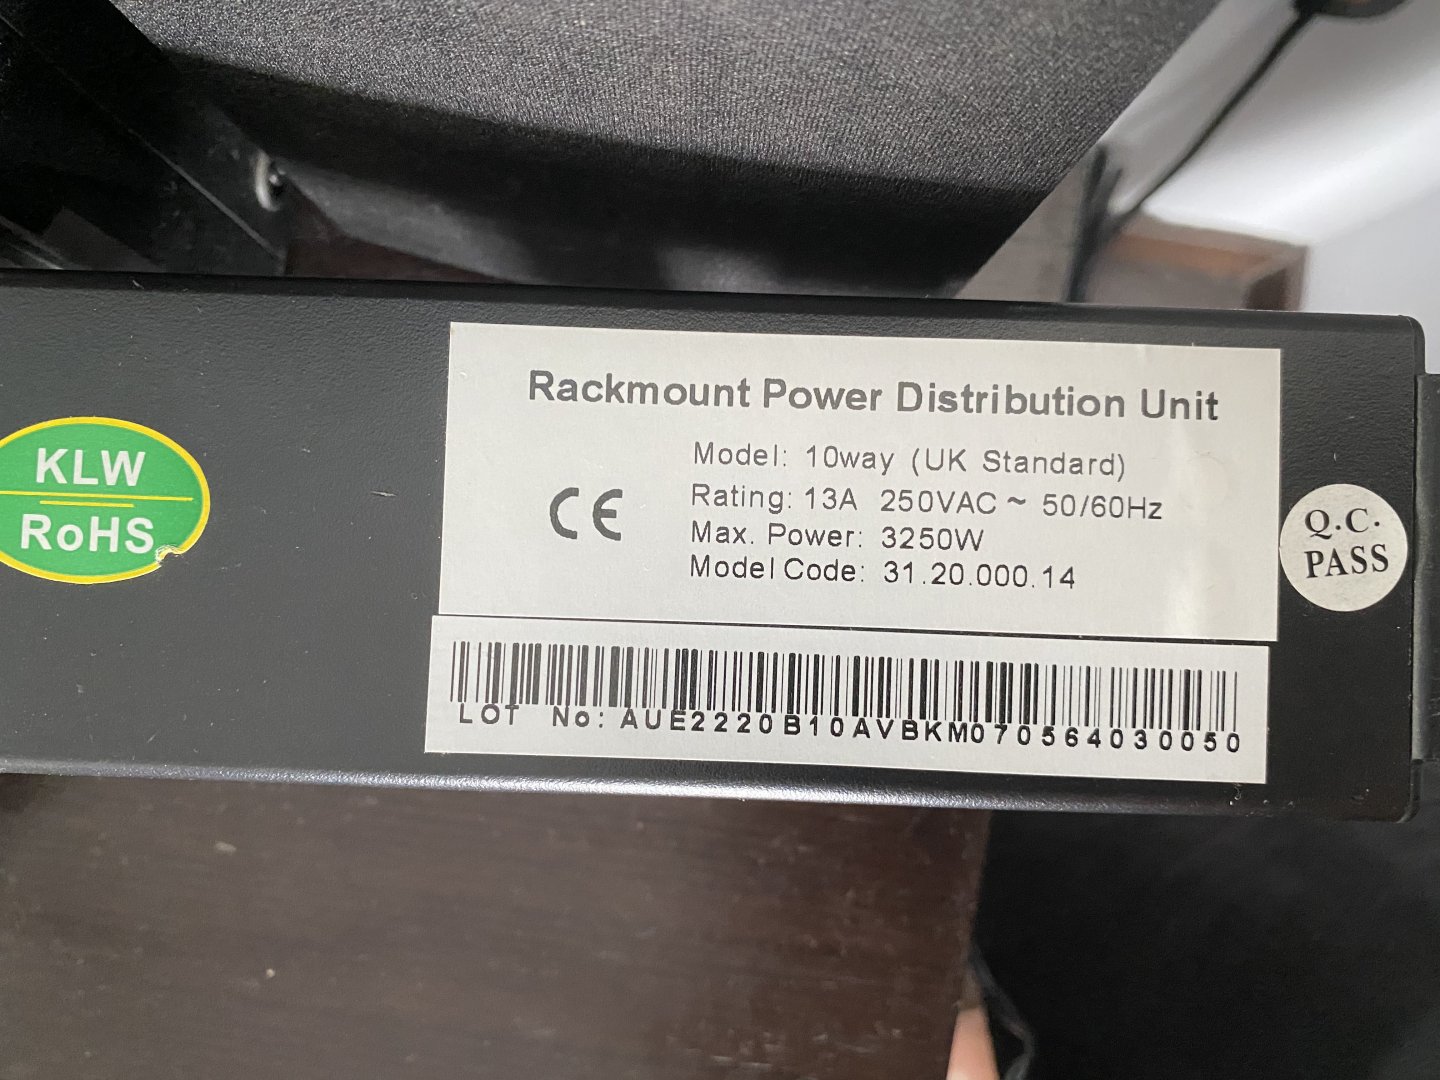 KLW
RoHS
Rackmount Power Distribution Unit
CE
Model: 10way (UK Standard)
Rating: 13A 250VAC ~ 50/60Hz
Max. Power: 3250W
Model Code: 31.20.000.14
Q.C.
PASS
LOT No: AUE2220B10AVBKM070564030050